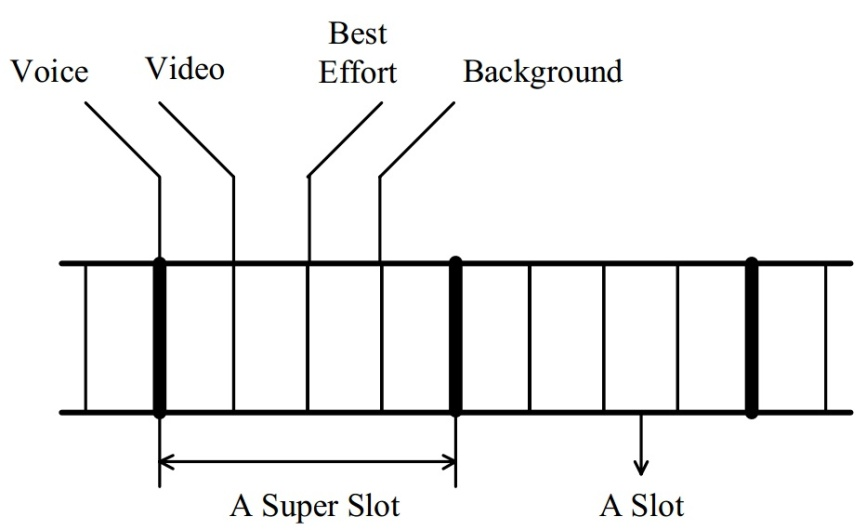 Voice
Video
Best
Effort
Background
A Super Slot
A Slot